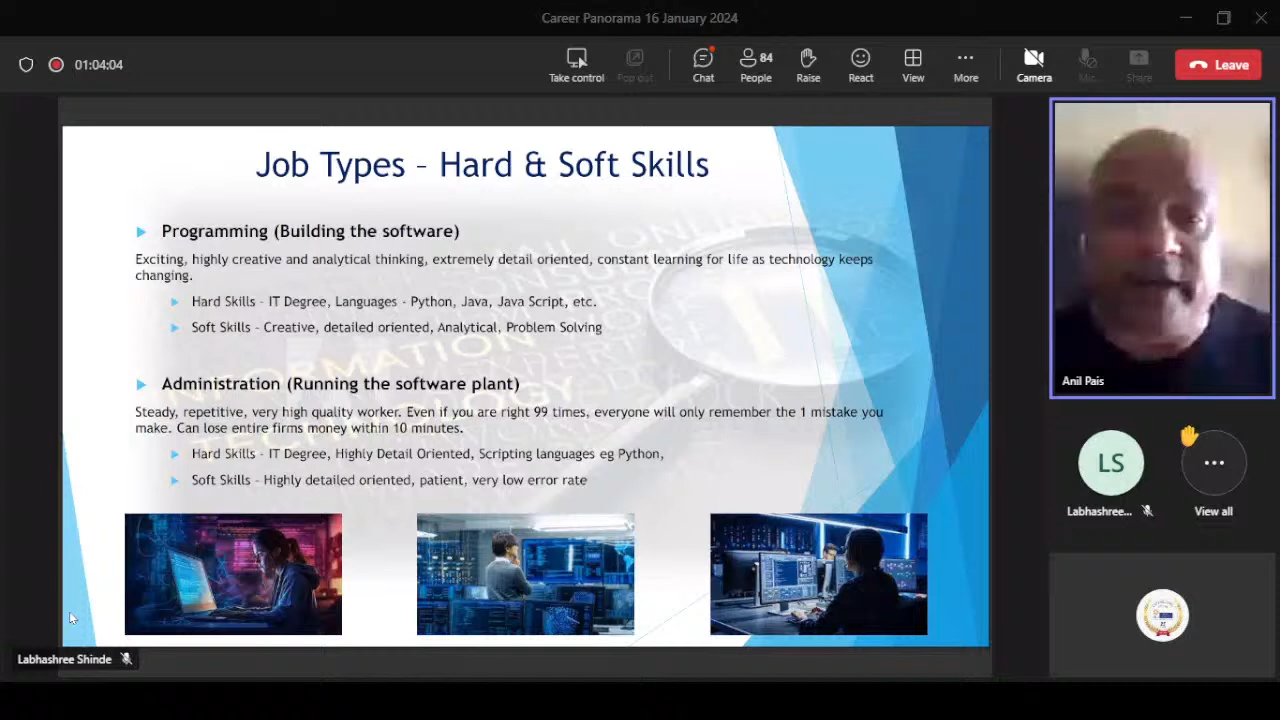 Career Panorama 16 January 2024
01:04:04
Take control
Pop out
Chat
84
People
Raise
React
View
More
Camera
Mic
Share
Leave
Job Types – Hard & Soft Skills
Programming (Building the software)
Exciting, highly creative and analytical thinking, extremely detail oriented, constant learning for life as technology keeps
changing.
Hard Skills – IT Degree, Languages - Python, Java, Java Script, etc.
Soft Skills – Creative, detailed oriented, Analytical, Problem Solving
INFORMATION
TECHNOLOGY
Administration (Running the software plant)
Steady, repetitive, very high quality worker. Even if you are right 99 times, everyone will only remember the 1 mistake you
make. Can lose entire firms money within 10 minutes.
Hard Skills – IT Degree, Highly Detail Oriented, Scripting languages eg Python,
Soft Skills – Highly detailed oriented, patient, very low error rate
Anil Pais
LS
Labhashree...
View all
Labhashree Shinde